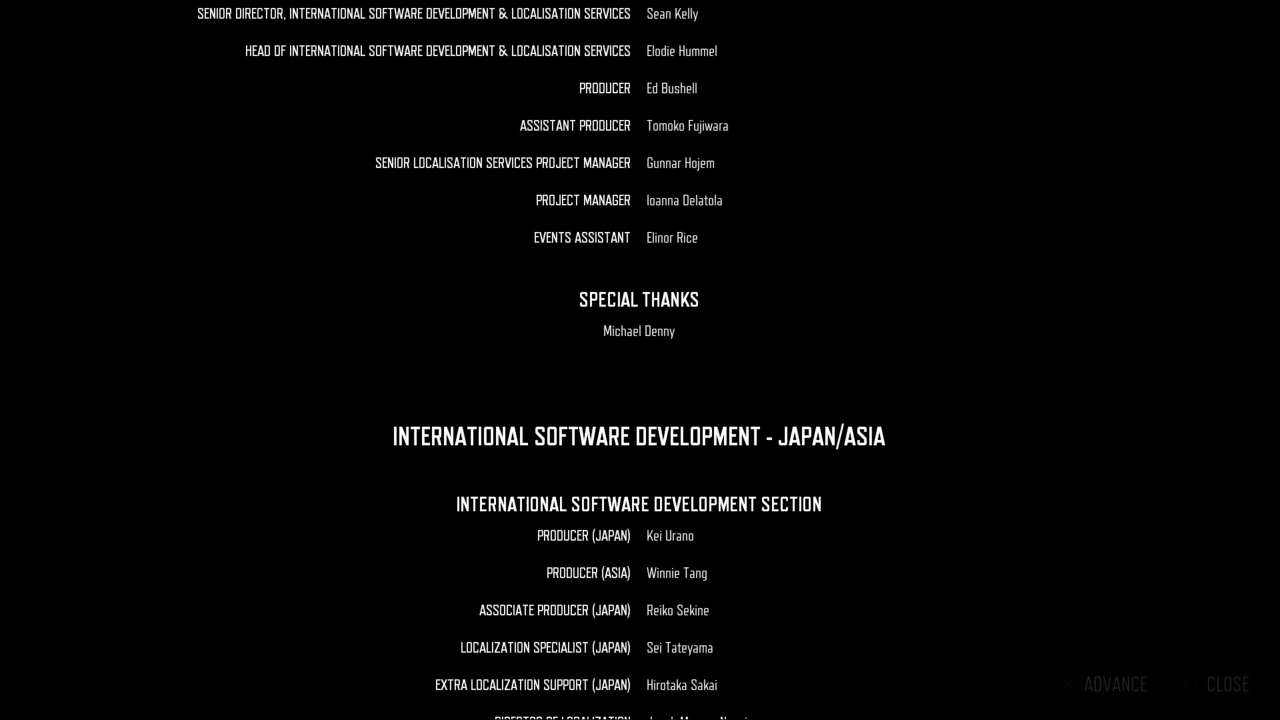 SENIOR DIRECTOR, INTERNATIONAL SOFTWARE DEVELOPMENT & LOCALISATION SERVICES Sean Kelly
HEAD OF INTERNATIONAL SOFTWARE DEVELOPMENT & LOCALISATION SERVICES Elodie Hummel
PRODUCER Ed Bushell
ASSISTANT PRODUCER Tomoko Fujiwara
SENIOR LOCALISATION SERVICES PROJECT MANAGER Gunnar Hojem
PROJECT MANAGER Ioanna Delatola
EVENTS ASSISTANT Elinor Rice
SPECIAL THANKS
Michael Denny
INTERNATIONAL SOFTWARE DEVELOPMENT - JAPAN/ASIA
INTERNATIONAL SOFTWARE DEVELOPMENT SECTION
PRODUCER (JAPAN) Kei Urano
PRODUCER (ASIA) Winnie Tang
ASSOCIATE PRODUCER (JAPAN) Reiko Sekine
LOCALIZATION SPECIALIST (JAPAN) Sei Tateyama
EXTRA LOCALIZATION SUPPORT (JAPAN) Hirotaka Sakai
ADVANCE CLOSE
DIRECTOR OF LOCALIZATION